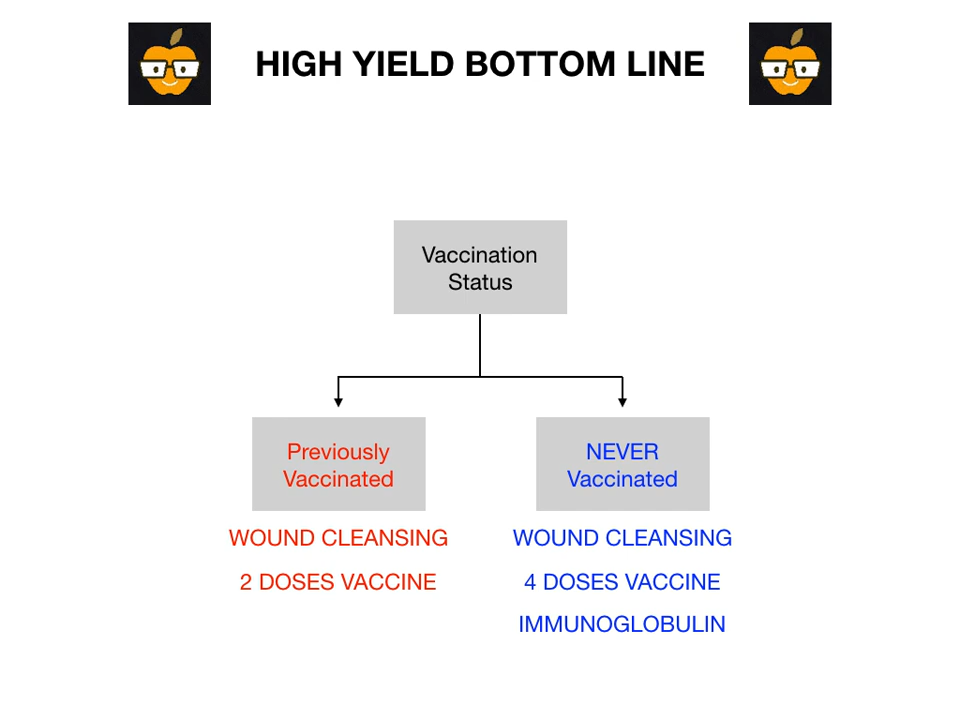 HIGH YIELD BOTTOM LINE
Vaccination
Status
Previously
Vaccinated
NEVER
Vaccinated
WOUND CLEANSING
2 DOSES VACCINE
WOUND CLEANSING
4 DOSES VACCINE
IMMUNOGLOBULIN